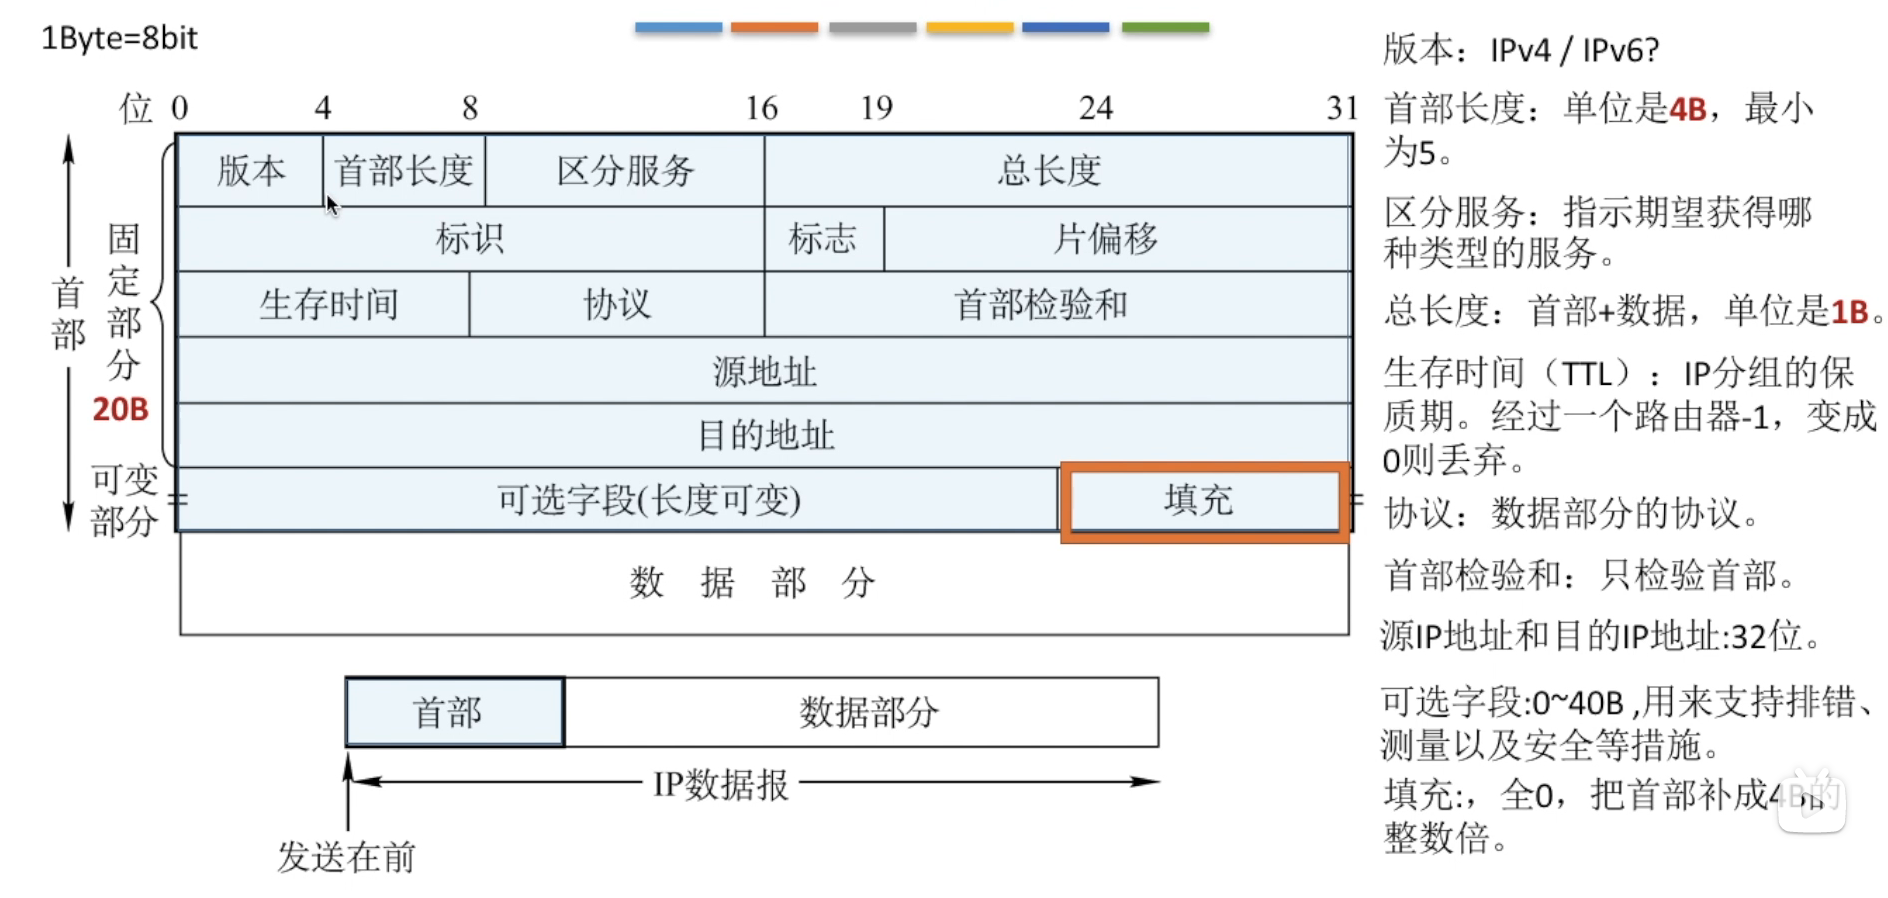 1Byte=8bit
位 0 4 8 16 19 24 31
版本 首部长度 区分服务 总长度
标识 标志 片偏移
生存时间 协议 首部检验和
源地址
目的地址
可选字段(长度可变) 填充
数 据 部 分
首部
固定部分
20B
可变
部分
首部 数据部分
IP数据报
发送在前
版本：IPv4 / IPv6?
首部长度：单位是4B，最小
为5。
区分服务：指示期望获得哪
种类型的服务。
总长度：首部+数据，单位是1B。
生存时间（TTL）：IP分组的保
质期。经过一个路由器-1，变成
0则丢弃。
协议：数据部分的协议。
首部检验和：只检验首部。
源IP地址和目的IP地址:32位。
可选字段:0~40B ,用来支持排错、
测量以及安全等措施。
填充:，全0，把首部补成4B的
整数倍。